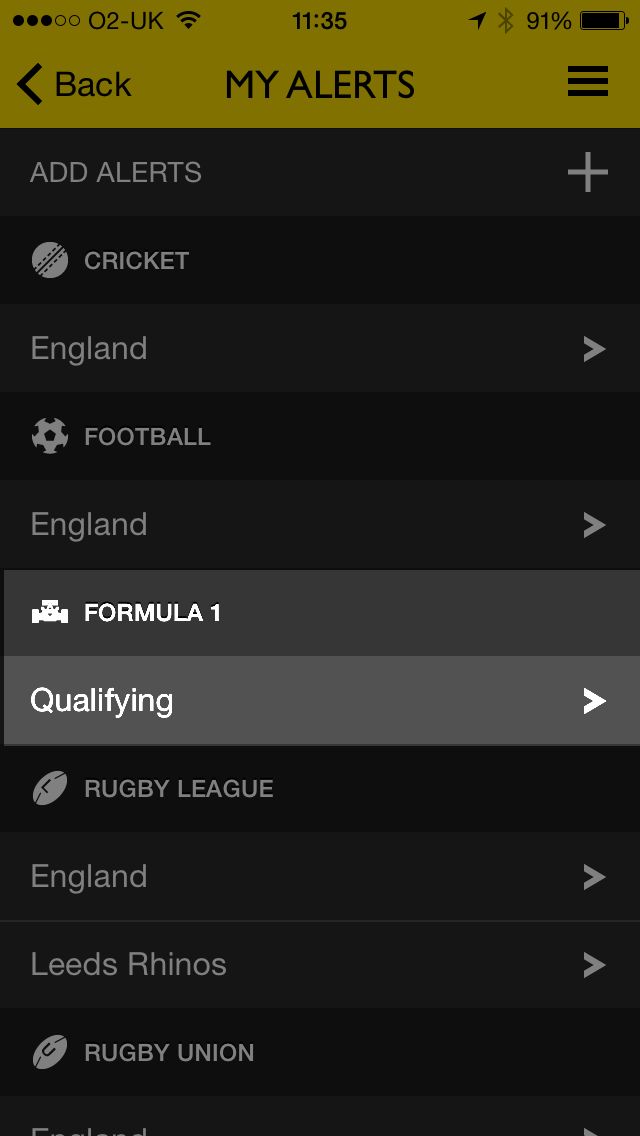 O2-UK 11:35 91%
Back MY ALERTS
ADD ALERTS
CRICKET
England
FOOTBALL
England
FORMULA 1
Qualifying
RUGBY LEAGUE
England
Leeds Rhinos
RUGBY UNION
England